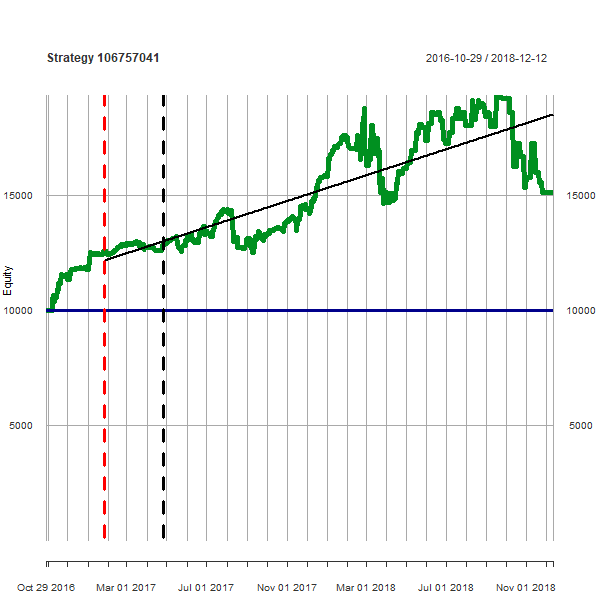 Strategy 106757041
2016-10-29 / 2018-12-12
15000
15000
Equity
10000
10000
5000
5000
Oct 29 2016
Mar 01 2017
Jul 01 2017
Nov 01 2017
Mar 01 2018
Jul 01 2018
Nov 01 2018